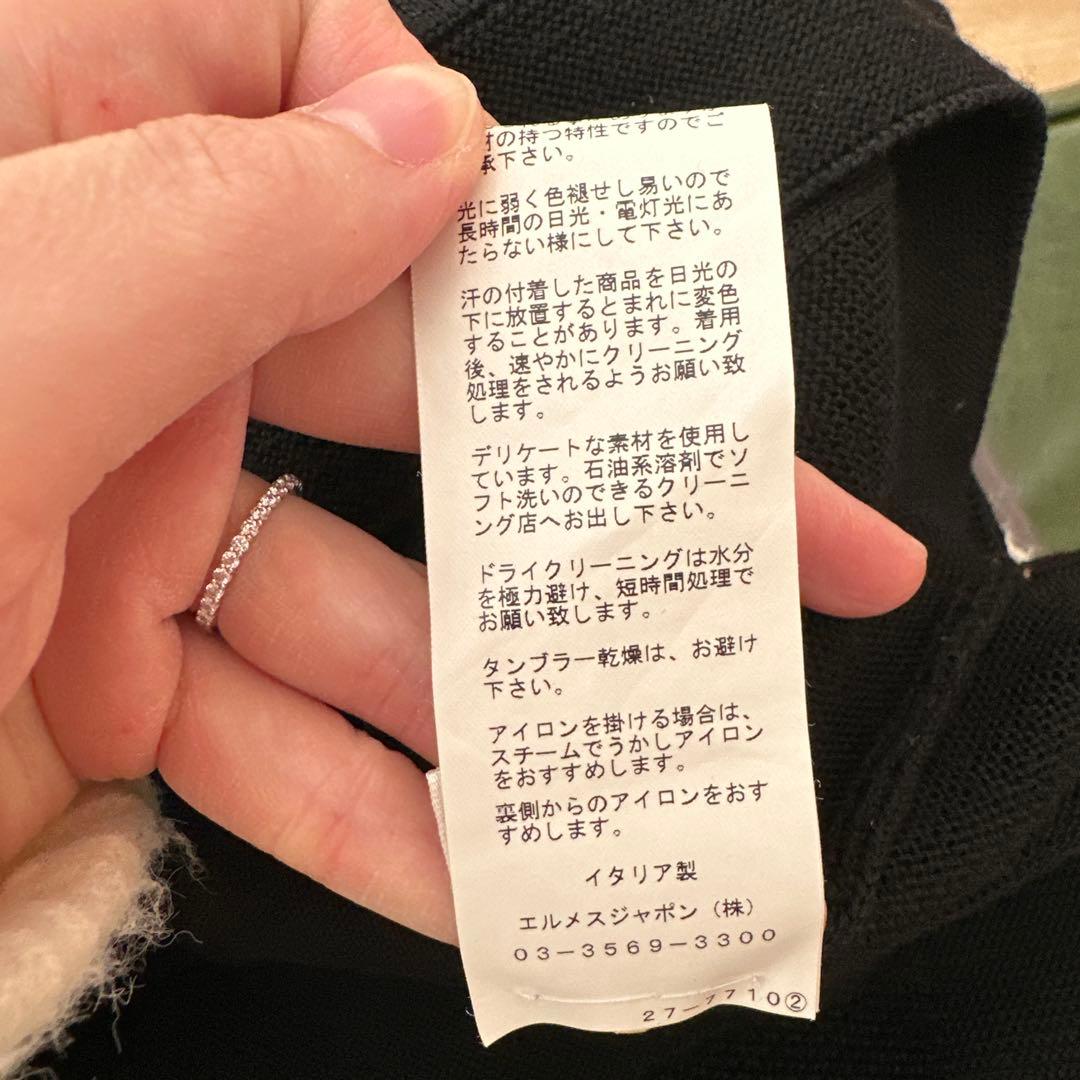 の持つ特性ですのでご
承下さい。
光に弱く色褪せし易いので
長時間の日光・電灯光にあ
たらない様にして下さい。
汗の付着した商品を日光の
下に放置するとまれに変色
することがあります。着用
後、速やかにクリーニング
処理をされるようお願い致
します。
デリケートな素材を使用し
ています。石油系溶剤でソ
フト洗いのできるクリーニ
ング店へお出し下さい。
ドライクリーニングは水分
を極力避け、短時間処理で
お願い致します。
タンブラー乾燥は、お避け
下さい。
アイロンを掛ける場合は、
スチームでうかしアイロン
をおすすめします。
裏側からのアイロンをおす
すめします。
イタリア製
エルメスジャポン（株）
03－3569－3300
27－7710②